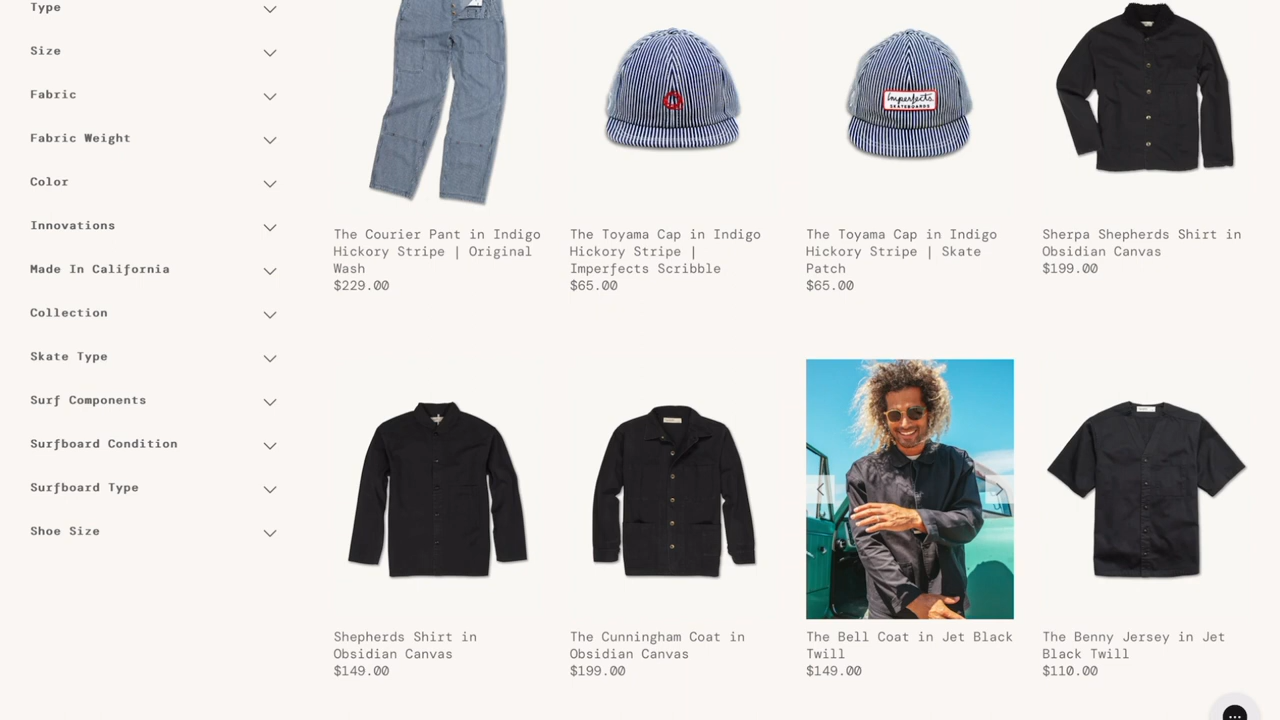 Type
Size
Fabric
Fabric Weight
Color
Innovations
Made In California
Collection
Skate Type
Surf Components
Surfboard Condition
Surfboard Type
Shoe Size
Imperfects.
SKATEBOARDS
The Courier Pant in Indigo
Hickory Stripe | Original
Wash
$229.00
The Toyama Cap in Indigo
Hickory Stripe |
Imperfects Scribble
$65.00
The Toyama Cap in Indigo
Hickory Stripe | Skate
Patch
$65.00
Sherpa Shepherds Shirt in
Obsidian Canvas
$199.00
Shepherds Shirt in
Obsidian Canvas
$149.00
The Cunningham Coat in
Obsidian Canvas
$199.00
The Bell Coat in Jet Black
Twill
$149.00
The Benny Jersey in Jet
Black Twill
$110.00